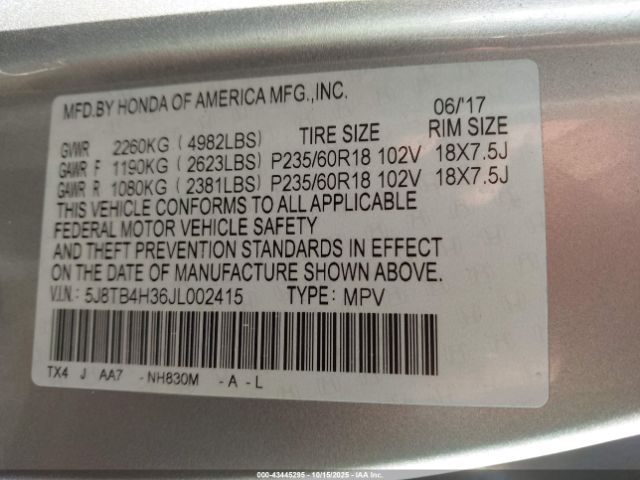 MFD.BY HONDA OF AMERICA MFG.,INC. 06/'17
GVWR 2260KG ( 4982LBS) TIRE SIZE RIM SIZE
GAWR F 1190KG ( 2623LBS) P235/60R18 102V 18X7.5J
GAWR R 1080KG ( 2381LBS) P235/60R18 102V 18X7.5J
THIS VEHICLE CONFORMS TO ALL APPLICABLE
FEDERAL MOTOR VEHICLE SAFETY
AND THEFT PREVENTION STANDARDS IN EFFECT
ON THE DATE OF MANUFACTURE SHOWN ABOVE.
V.I.N.: 5J8TB4H36JL002415 TYPE: MPV
TX4 J AA7 - NH830M - A - L
000-43445295 - 10/15/2025 - IAAI.COM